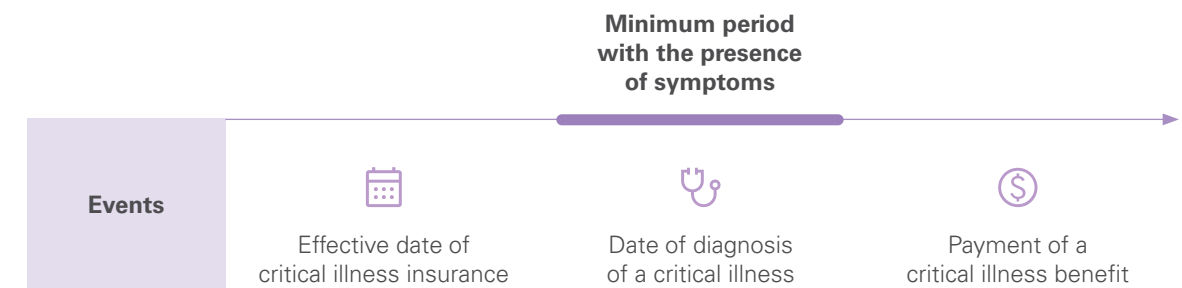 Minimum period
with the presence
of symptoms
Events
Effective date of
critical illness insurance
Date of diagnosis
of a critical illness
Payment of a
critical illness benefit